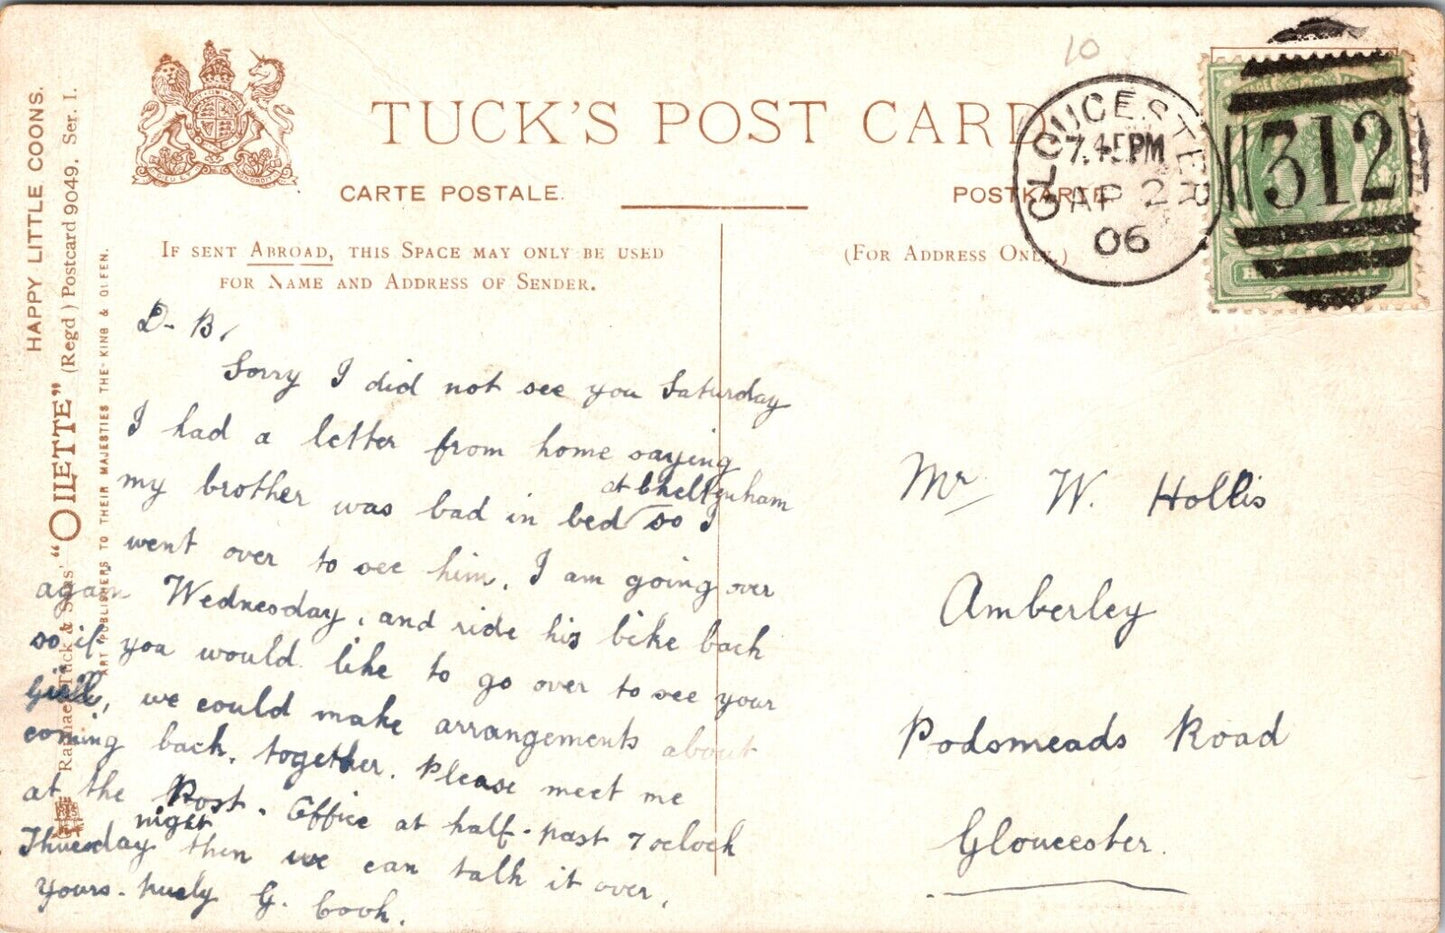 TUCK'S POST CARD
CARTE POSTALE.
POSTKARTE
IF SENT ABROAD, THIS SPACE MAY ONLY BE USED
FOR NAME AND ADDRESS OF SENDER.
(FOR ADDRESS ONLY.)
10
GLOUCESTER
7.45PM
AP 2
06
312
HAPPY LITTLE COONS.
Raphael Tuck & Sons' "OILETTE" (Regd) Postcard 9049. Ser. I.
ART PUBLISHERS TO THEIR MAJESTIES THE KING & QUEEN.
D- B,
Sorry I did not see you Saturday
I had a letter from home saying
at Cheltenham
my brother was bad in bed so I
went over to see him. I am going over
again Wednesday, and ride his bike back
so if you would like to go over to see your
Girll, we could make arrangements about
coming back. together. Please meet me
at the Post. Office at half-past 7 oclock
night
then we can talk it over.
Yours. truely G. Cook.
Mr W. Hollis
Amberley
Podsmeads Road
Gloucester.